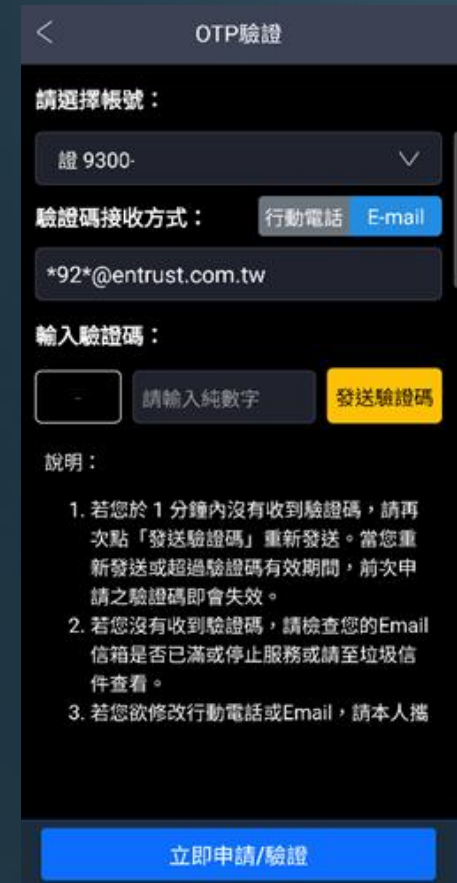 OTP驗證
請選擇帳號：
證 9300-
驗證碼接收方式：
行動電話 E-mail
*92*@entrust.com.tw
輸入驗證碼：
- 請輸入純數字 發送驗證碼
說明：
1. 若您於 1 分鐘內沒有收到驗證碼，請再
次點「發送驗證碼」重新發送。當您重
新發送或超過驗證碼有效期間，前次申
請之驗證碼即會失效。
2. 若您沒有收到驗證碼，請檢查您的Email
信箱是否已滿或停止服務或請至垃圾信
件查看。
3. 若您欲修改行動電話或Email，請本人攜
立即申請/驗證